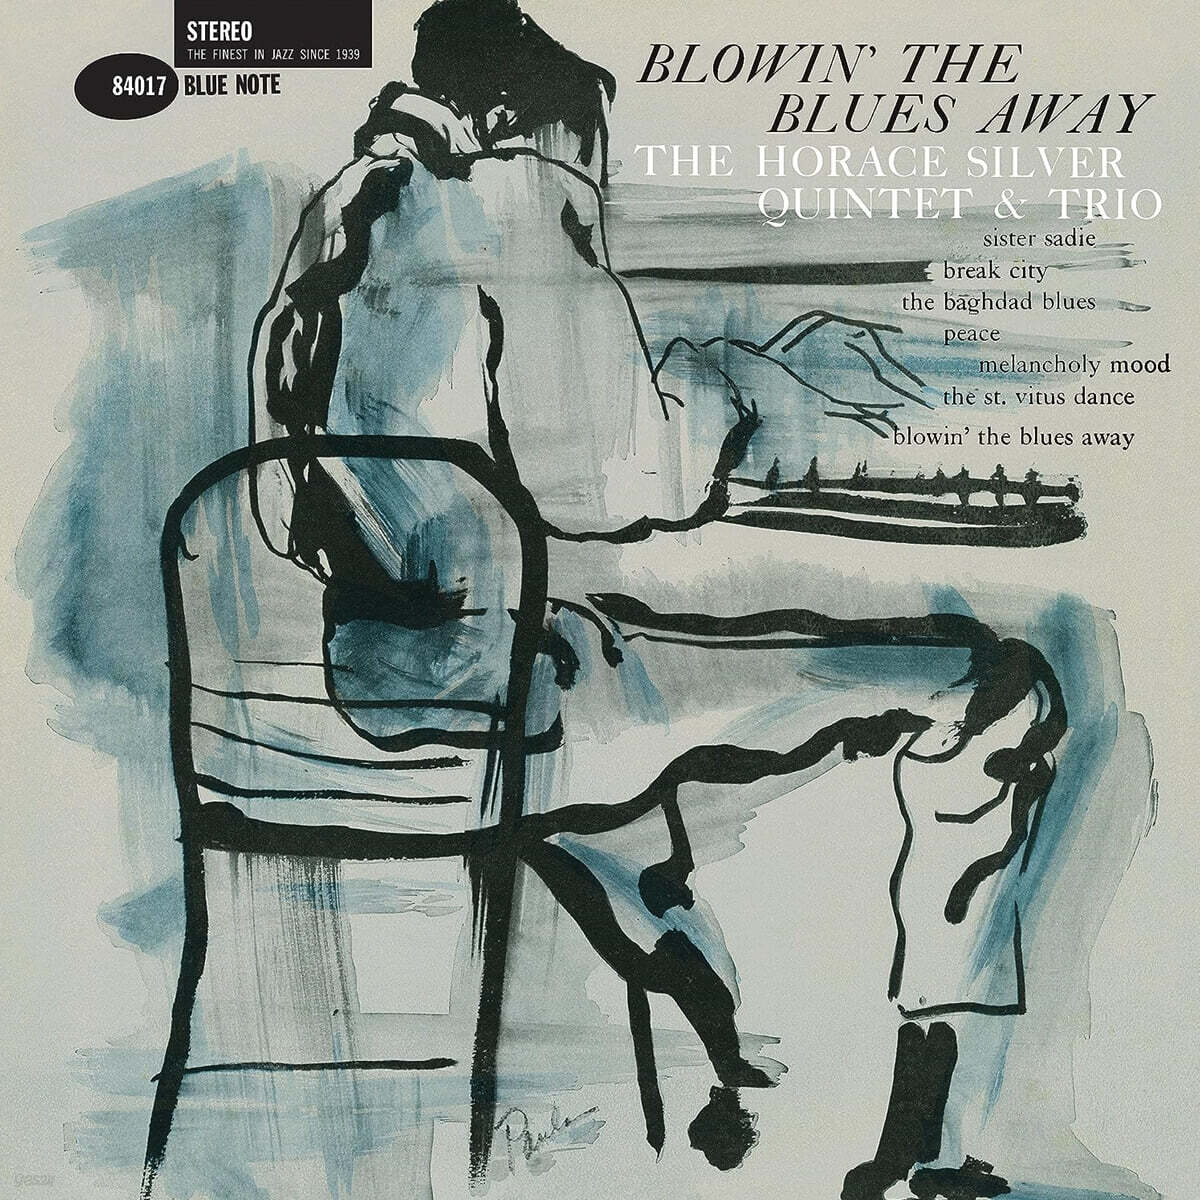 STEREO
THE FINEST IN JAZZ SINCE 1939
84017 BLUE NOTE
BLOWIN' THE
BLUES AWAY
THE HORACE SILVER
QUINTET & TRIO
sister sadie
break city
the baghdad blues
peace
melancholy mood
the st. vitus dance
blowin' the blues away
Paula